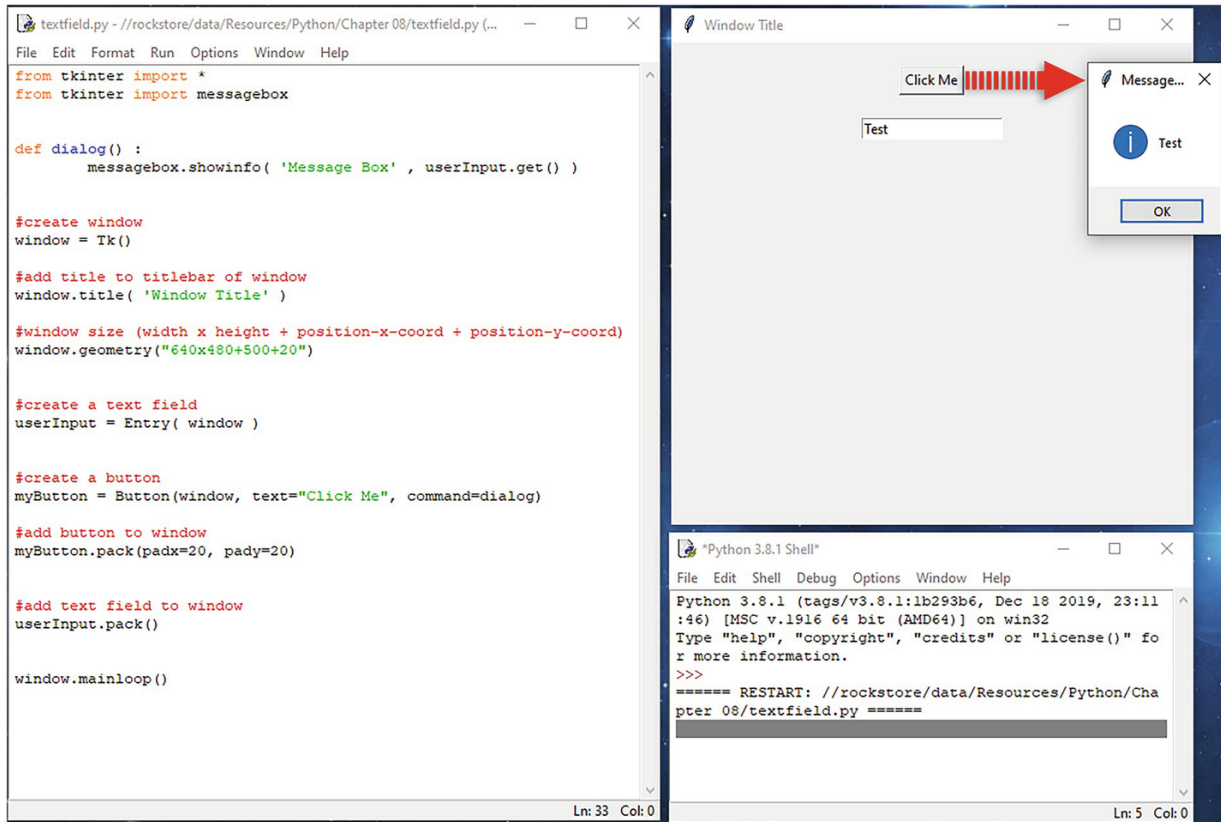 textfield.py - //rockstore/data/Resources/Python/Chapter 08/textfield.py (...
File Edit Format Run Options Window Help
from tkinter import *
from tkinter import messagebox
def dialog() :
messagebox.showinfo( 'Message Box' , userInput.get() )
#create window
window = Tk()
#add title to titlebar of window
window.title( 'Window Title' )
#window size (width x height + position-x-coord + position-y-coord)
window.geometry("640x480+500+20")
#create a text field
userInput = Entry( window )
#create a button
myButton = Button(window, text="Click Me", command=dialog)
#add button to window
myButton.pack(padx=20, pady=20)
#add text field to window
userInput.pack()
window.mainloop()
Ln: 33 Col: 0
Window Title
Click Me
Test
Message...
Test
OK
*Python 3.8.1 Shell*
File Edit Shell Debug Options Window Help
Python 3.8.1 (tags/v3.8.1:1b293b6, Dec 18 2019, 23:11
:46) [MSC v.1916 64 bit (AMD64)] on win32
Type "help", "copyright", "credits" or "license()" fo
r more information.
>>>
====== RESTART: //rockstore/data/Resources/Python/Cha
pter 08/textfield.py ======
Ln: 5 Col: 0